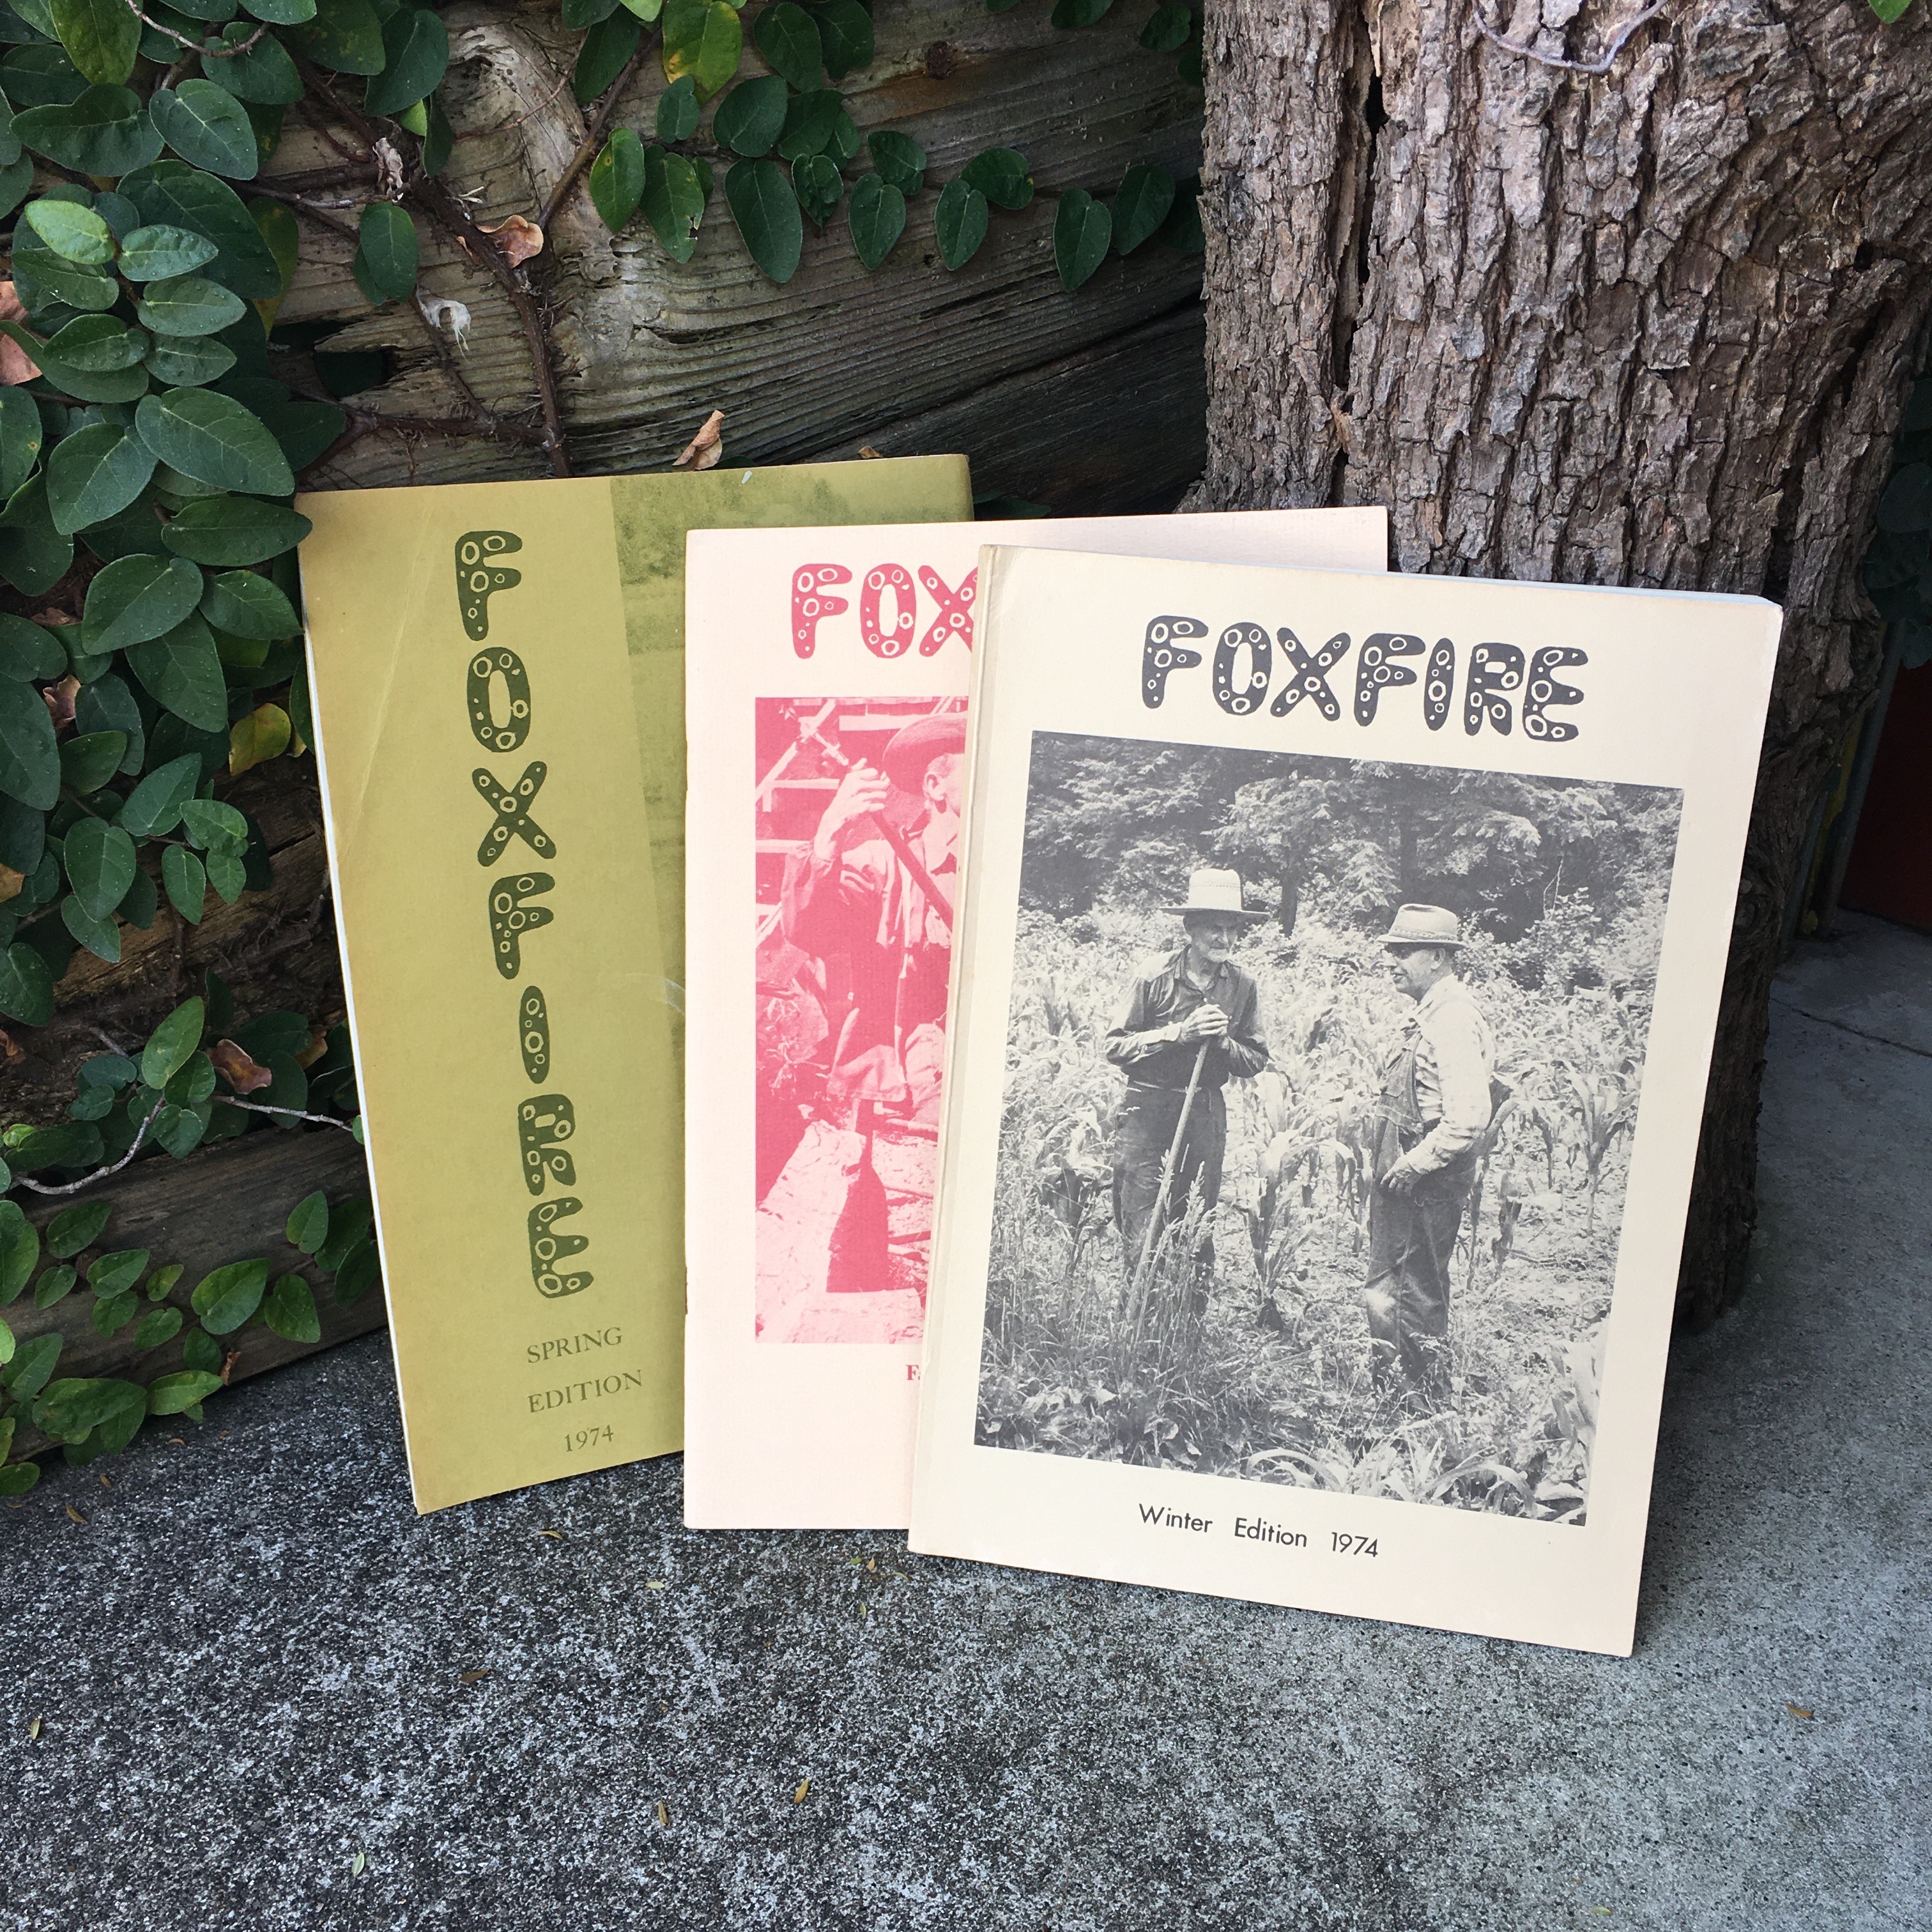 FOXFIRE
SPRING
EDITION
1974
FOX
F
FOXFIRE
Winter Edition 1974